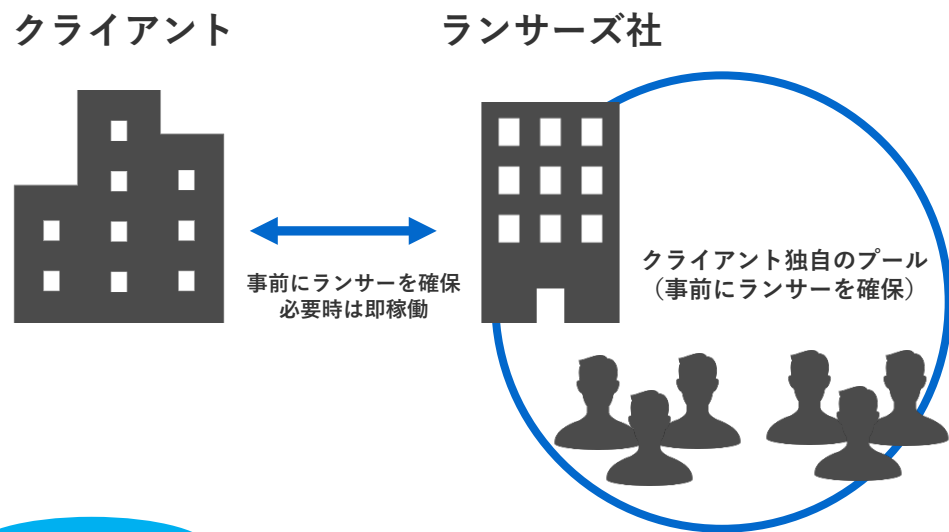 クライアント
ランサーズ社
事前にランサーを確保
必要時は即稼働
クライアント独自のプール
（事前にランサーを確保）